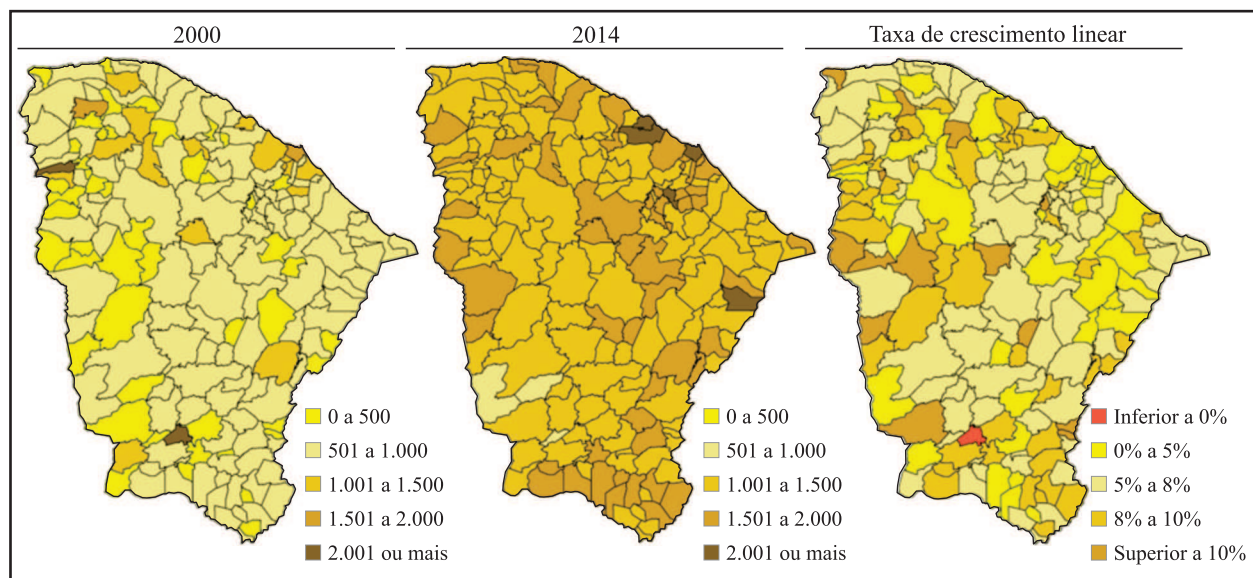 2000
2014
Taxa de crescimento linear
0 a 500
501 a 1.000
1.001 a 1.500
1.501 a 2.000
2.001 ou mais
0 a 500
501 a 1.000
1.001 a 1.500
1.501 a 2.000
2.001 ou mais
Inferior a 0%
0% a 5%
5% a 8%
8% a 10%
Superior a 10%